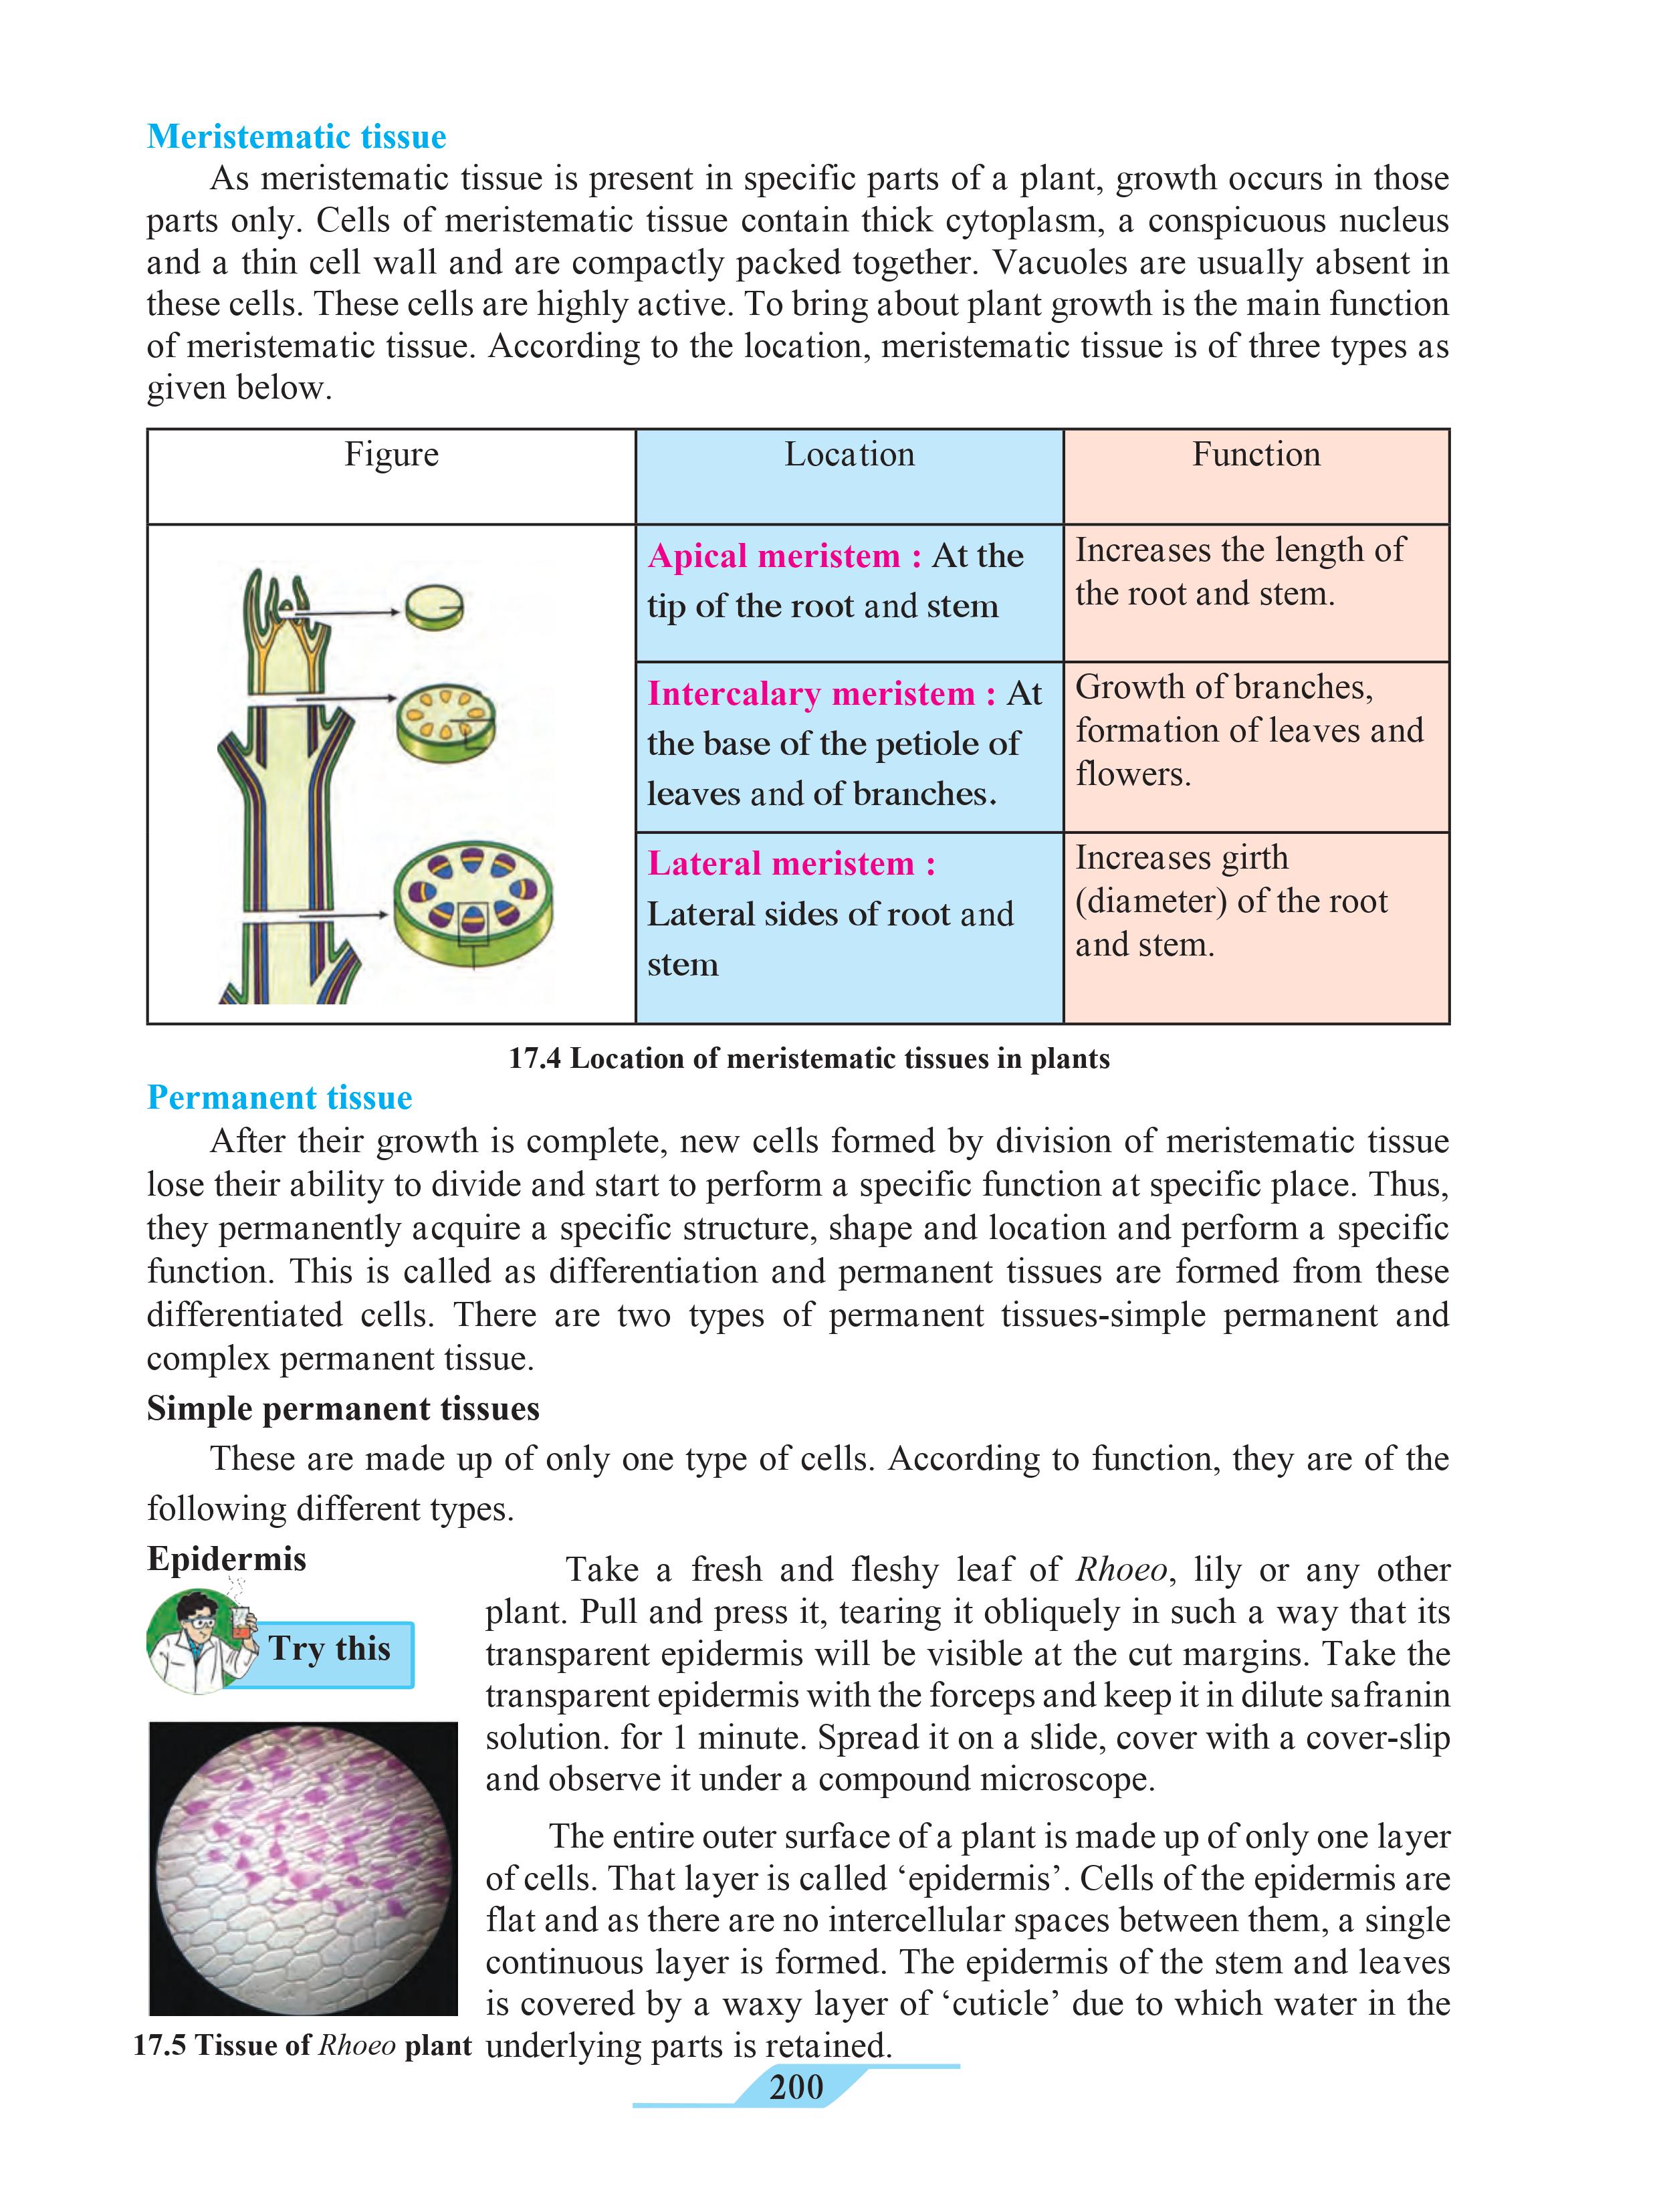 Meristematic tissue
As meristematic tissue is present in specific parts of a plant, growth occurs in those
parts only. Cells of meristematic tissue contain thick cytoplasm, a conspicuous nucleus
and a thin cell wall and are compactly packed together. Vacuoles are usually absent in
these cells. These cells are highly active. To bring about plant growth is the main function
of meristematic tissue. According to the location, meristematic tissue is of three types as
given below.
Figure
Location
Function
Apical meristem : At the
tip of the root and stem
Increases the length of
the root and stem.
Intercalary meristem : At
the base of the petiole of
leaves and of branches.
Growth of branches,
formation of leaves and
flowers.
Lateral meristem :
Lateral sides of root and
stem
Increases girth
(diameter) of the root
and stem.
17.4 Location of meristematic tissues in plants
Permanent tissue
After their growth is complete, new cells formed by division of meristematic tissue
lose their ability to divide and start to perform a specific function at specific place. Thus,
they permanently acquire a specific structure, shape and location and perform a specific
function. This is called as differentiation and permanent tissues are formed from these
differentiated cells. There are two types of permanent tissues-simple permanent and
complex permanent tissue.
Simple permanent tissues
These are made up of only one type of cells. According to function, they are of the
following different types.
Epidermis
Try this
Take a fresh and fleshy leaf of Rhoeo, lily or any other
plant. Pull and press it, tearing it obliquely in such a way that its
transparent epidermis will be visible at the cut margins. Take the
transparent epidermis with the forceps and keep it in dilute safranin
solution. for 1 minute. Spread it on a slide, cover with a cover-slip
and observe it under a compound microscope.
The entire outer surface of a plant is made up of only one layer
of cells. That layer is called ‘epidermis’. Cells of the epidermis are
flat and as there are no intercellular spaces between them, a single
continuous layer is formed. The epidermis of the stem and leaves
is covered by a waxy layer of ‘cuticle’ due to which water in the
underlying parts is retained.
17.5 Tissue of Rhoeo plant
200